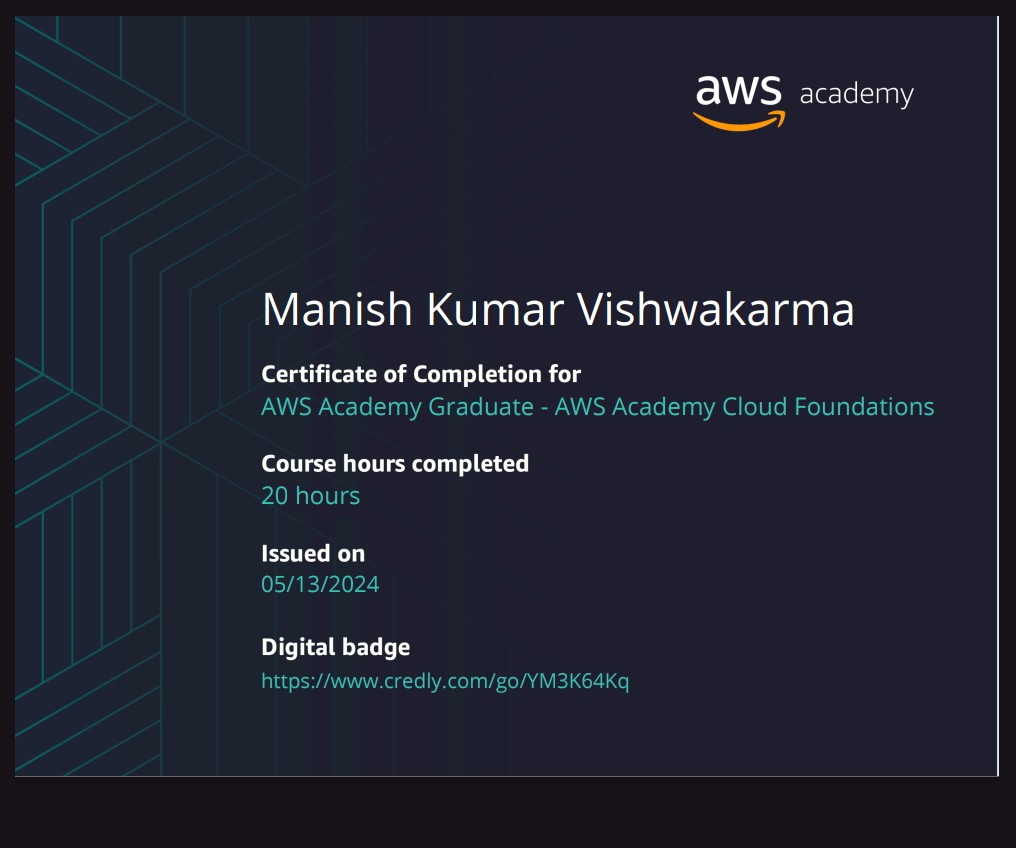 aws academy
Manish Kumar Vishwakarma
Certificate of Completion for
AWS Academy Graduate - AWS Academy Cloud Foundations
Course hours completed
20 hours
Issued on
05/13/2024
Digital badge
https://www.credly.com/go/YM3K64Kq